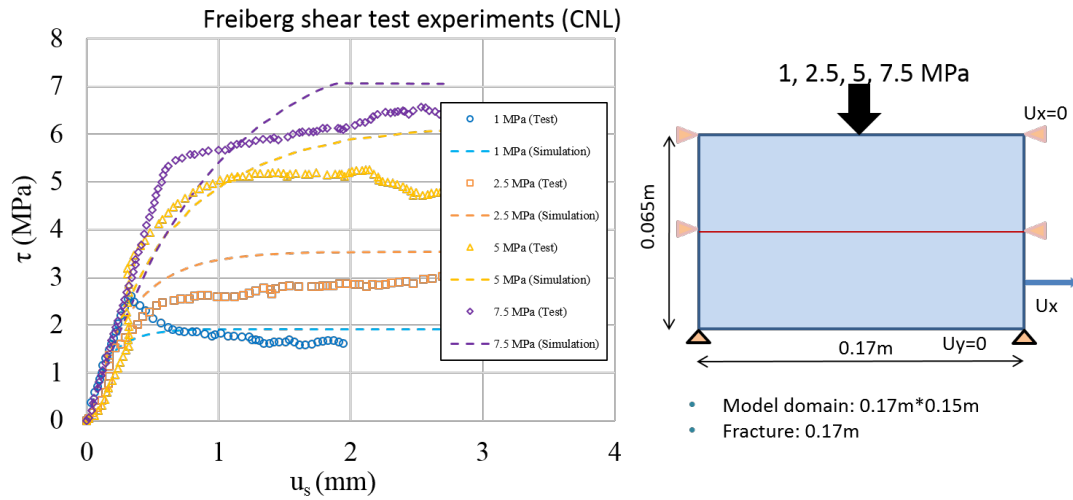 Freiberg shear test experiments (CNL)
8
7
6
5
4
3
2
1
0
τ (MPa)
0
1
2
3
4
u_s (mm)
1 MPa (Test)
1 MPa (Simulation)
2.5 MPa (Test)
2.5 MPa (Simulation)
5 MPa (Test)
5 MPa (Simulation)
7.5 MPa (Test)
7.5 MPa (Simulation)
1, 2.5, 5, 7.5 MPa
Ux=0
0.065m
Ux
0.17m
Uy=0
• Model domain: 0.17m*0.15m
• Fracture: 0.17m